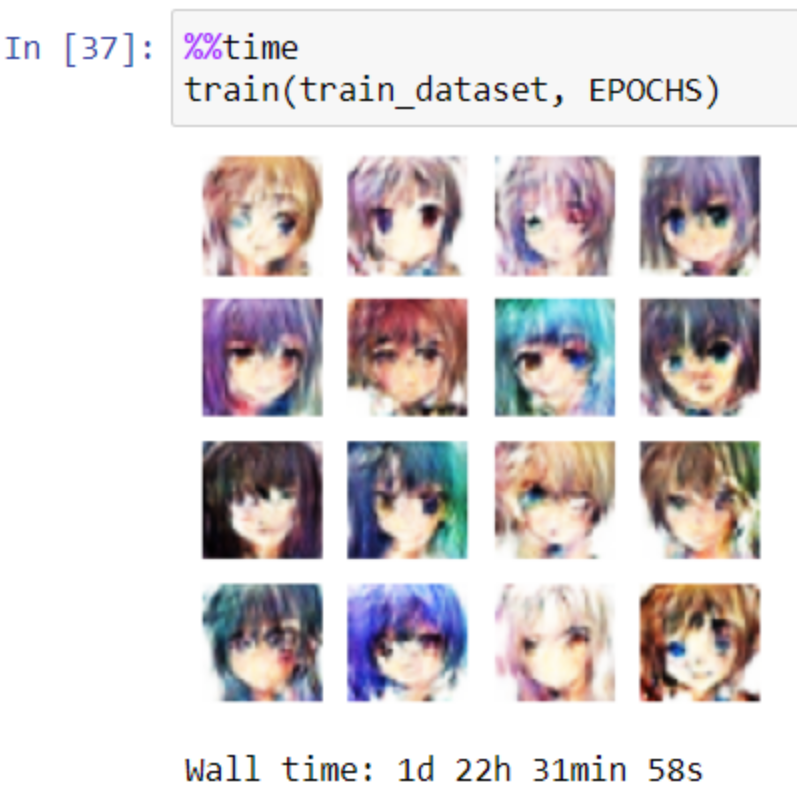 In [37]: %%time
train(train_dataset, EPOCHS)
Wall time: 1d 22h 31min 58s